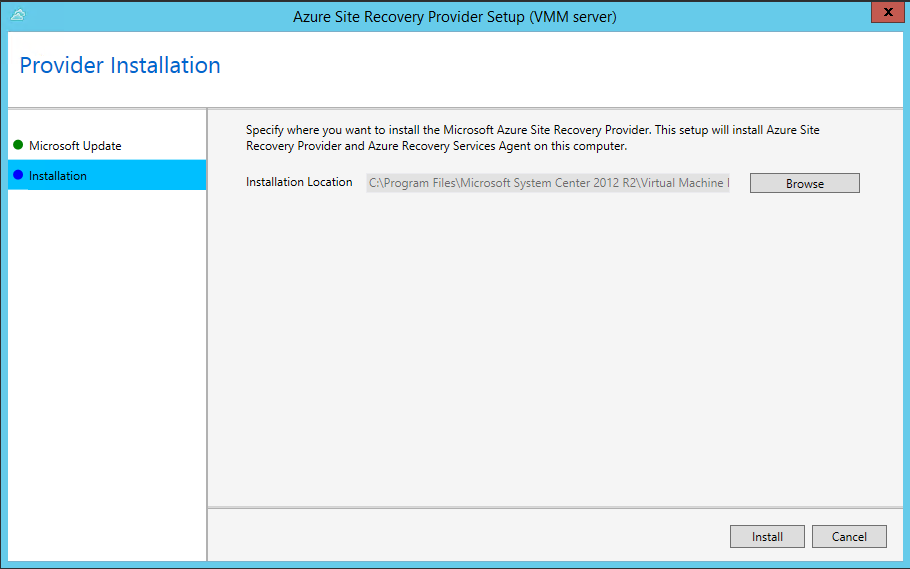 Azure Site Recovery Provider Setup (VMM server)
Provider Installation
Microsoft Update
Installation
Specify where you want to install the Microsoft Azure Site Recovery Provider. This setup will install Azure Site
Recovery Provider and Azure Recovery Services Agent on this computer.
Installation Location
C:\Program Files\Microsoft System Center 2012 R2\Virtual Machine
Browse
Install
Cancel